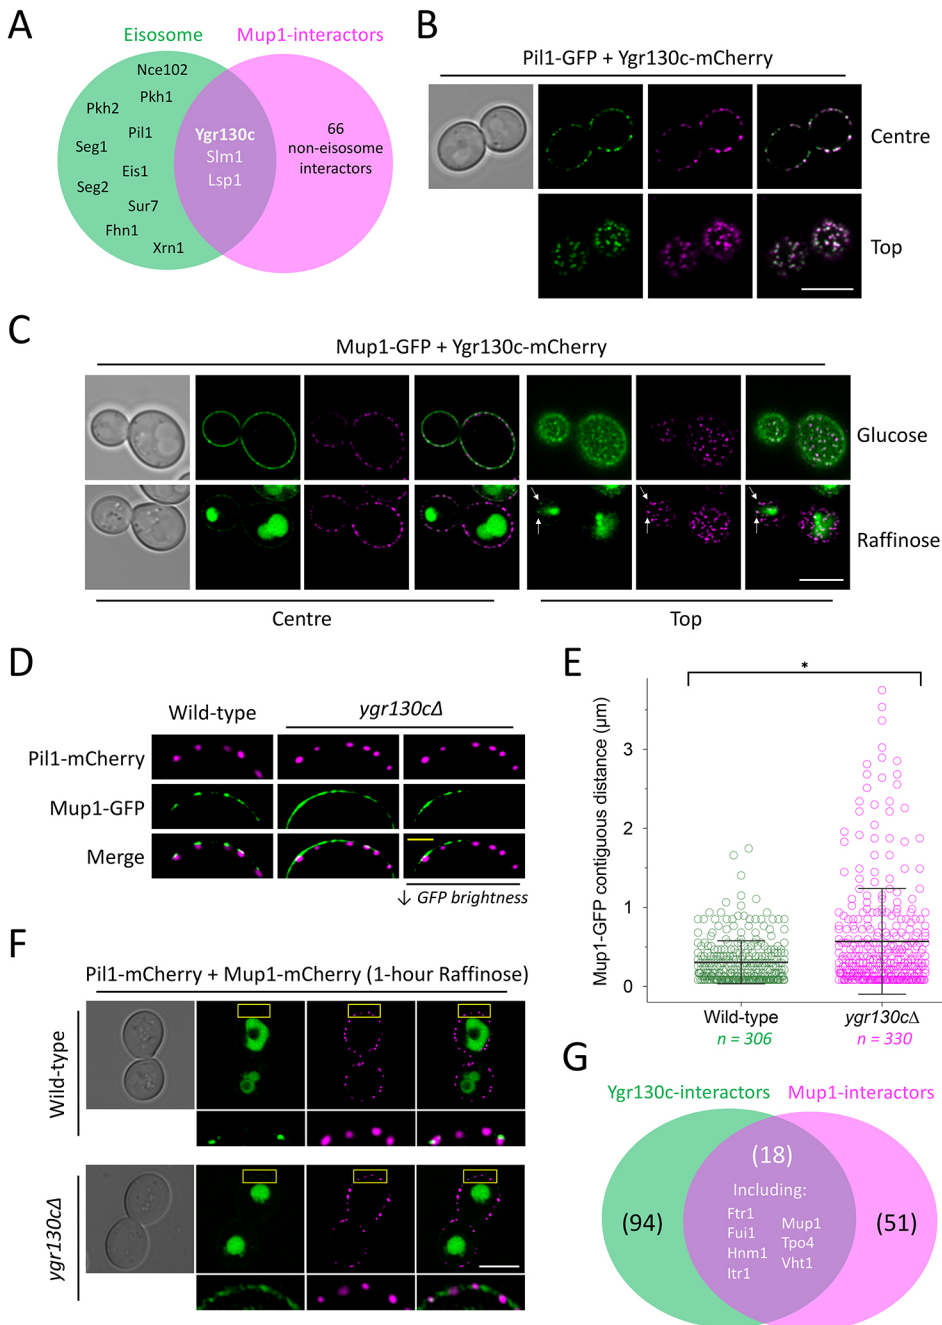 A
Eisosome
Mup1-interactors
Nce102
Pkh1
Pkh2
Pil1
Seg1
Eis1
Seg2
Sur7
Fhn1
Xrn1
Ygr130c
Slm1
Lsp1
66
non-eisosome
interactors
B
Pil1-GFP + Ygr130c-mCherry
Centre
Top
C
Mup1-GFP + Ygr130c-mCherry
Glucose
Raffinose
Centre
Top
D
Wild-type
ygr130cΔ
Pil1-mCherry
Mup1-GFP
Merge
↓ GFP brightness
E
*
Mup1-GFP contiguous distance (μm)
3
2
1
0
Wild-type
ygr130cΔ
n = 306
n = 330
F
Pil1-mCherry + Mup1-mCherry (1-hour Raffinose)
Wild-type
ygr130cΔ
G
Ygr130c-interactors
Mup1-interactors
(18)
Including:
Ftr1
Fui1
Hnm1
Itr1
Mup1
Tpo4
Vht1
(94)
(51)